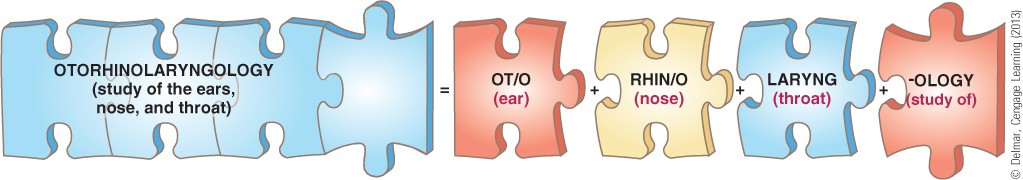 OTORHINOLARYNGOLOGY
(study of the ears,
nose, and throat)
=
OT/O
(ear)
+
RHIN/O
(nose)
+
LARYNG
(throat)
+
-OLOGY
(study of)
© Delmar, Cengage Learning (2013)